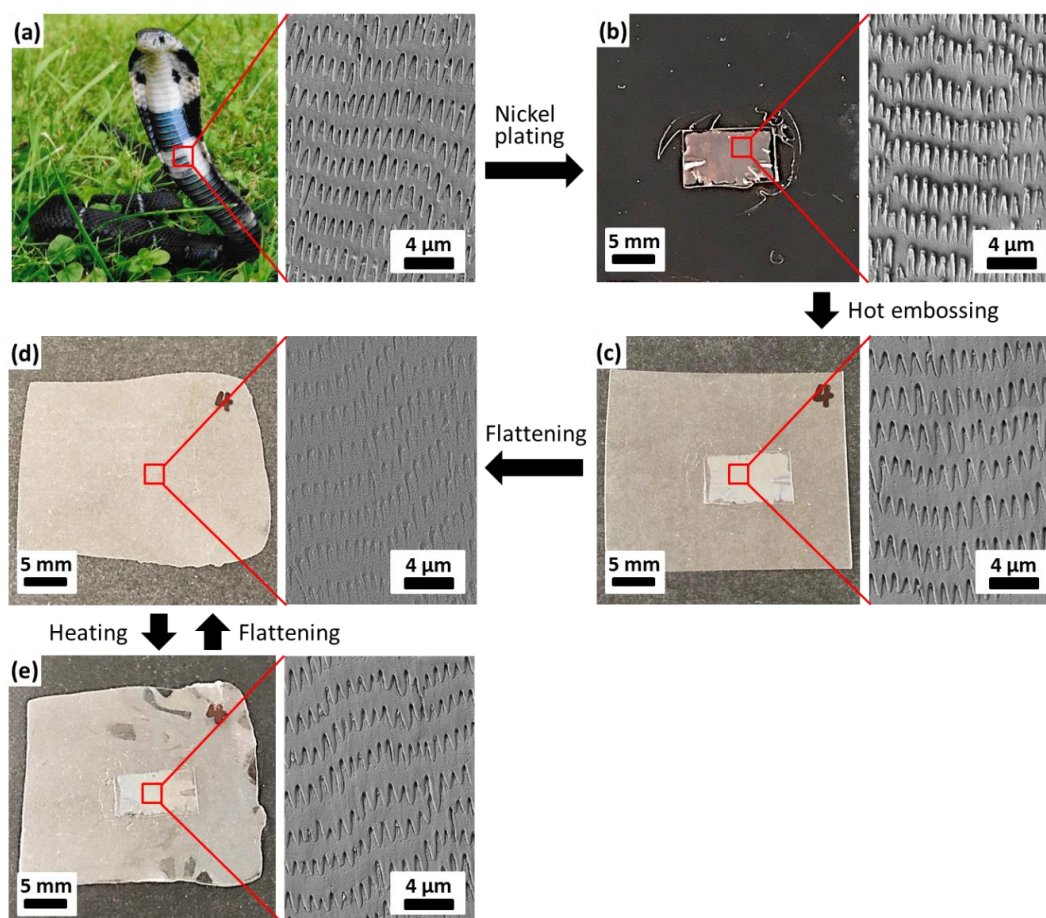 (a)
4 µm
Nickel
plating
(b)
5 mm
4 µm
Hot embossing
(d)
4
5 mm
4 µm
Flattening
(c)
4
5 mm
4 µm
Heating
Flattening
(e)
4
5 mm
4 µm